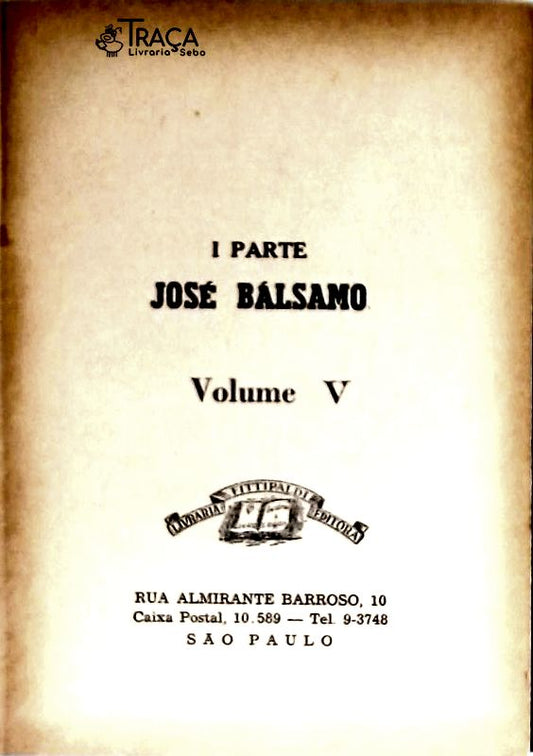 TRAÇA
Livraria Sebo
I PARTE
JOSÉ BÁLSAMO
Volume V
LIVRARIA FITTIPALDI EDITORA
RUA ALMIRANTE BARROSO, 10
Caixa Postal, 10.589 — Tel. 9-3748
SÃO PAULO